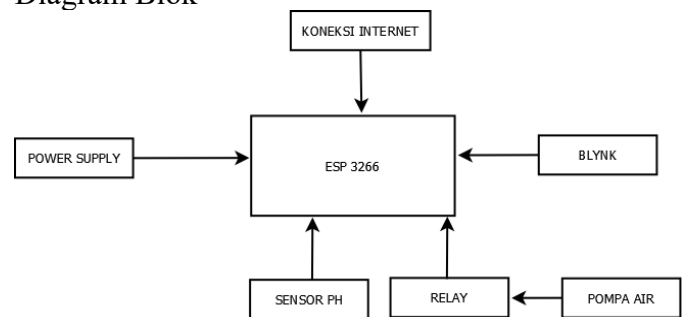 Diagram Blok
KONEKSI INTERNET
POWER SUPPLY
ESP 3266
BLYNK
SENSOR PH
RELAY
POMPA AIR